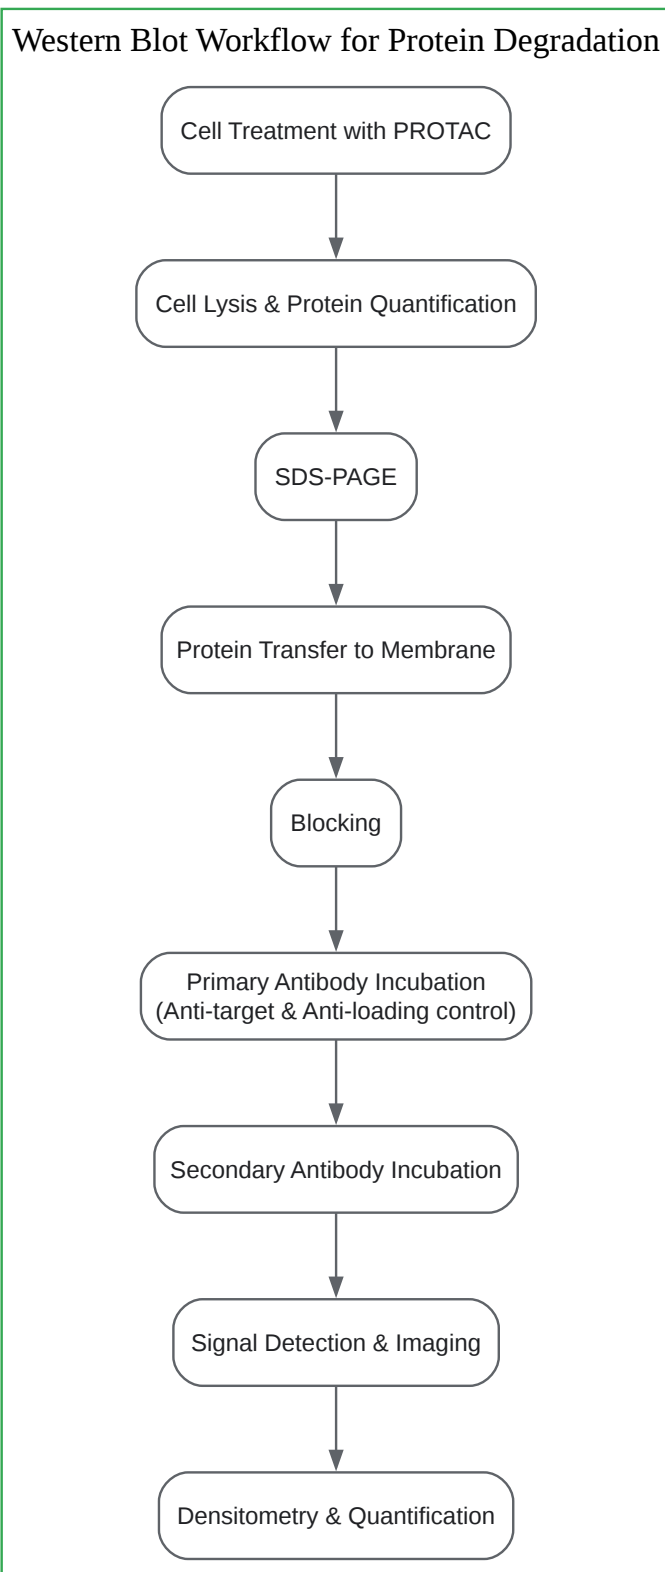 Western Blot Workflow for Protein Degradation
Cell Treatment with PROTAC
Cell Lysis & Protein Quantification
SDS-PAGE
Protein Transfer to Membrane
Blocking
Primary Antibody Incubation
(Anti-target & Anti-loading control)
Secondary Antibody Incubation
Signal Detection & Imaging
Densitometry & Quantification